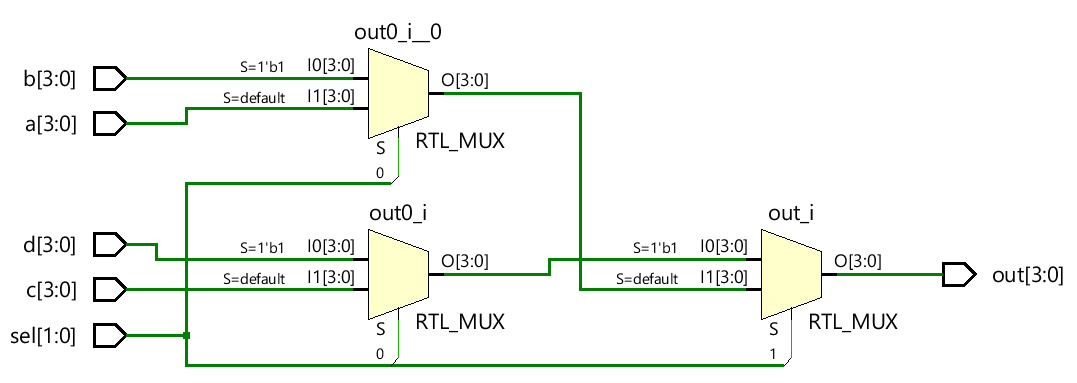 out0_i__0
b[3:0]
S=1'b1
I0[3:0]
O[3:0]
a[3:0]
S=default
I1[3:0]
S
RTL_MUX
0
out0_i
out_i
d[3:0]
S=1'b1
I0[3:0]
O[3:0]
S=1'b1
I0[3:0]
O[3:0]
out[3:0]
c[3:0]
S=default
I1[3:0]
S=default
I1[3:0]
sel[1:0]
S
RTL_MUX
S
RTL_MUX
0
1